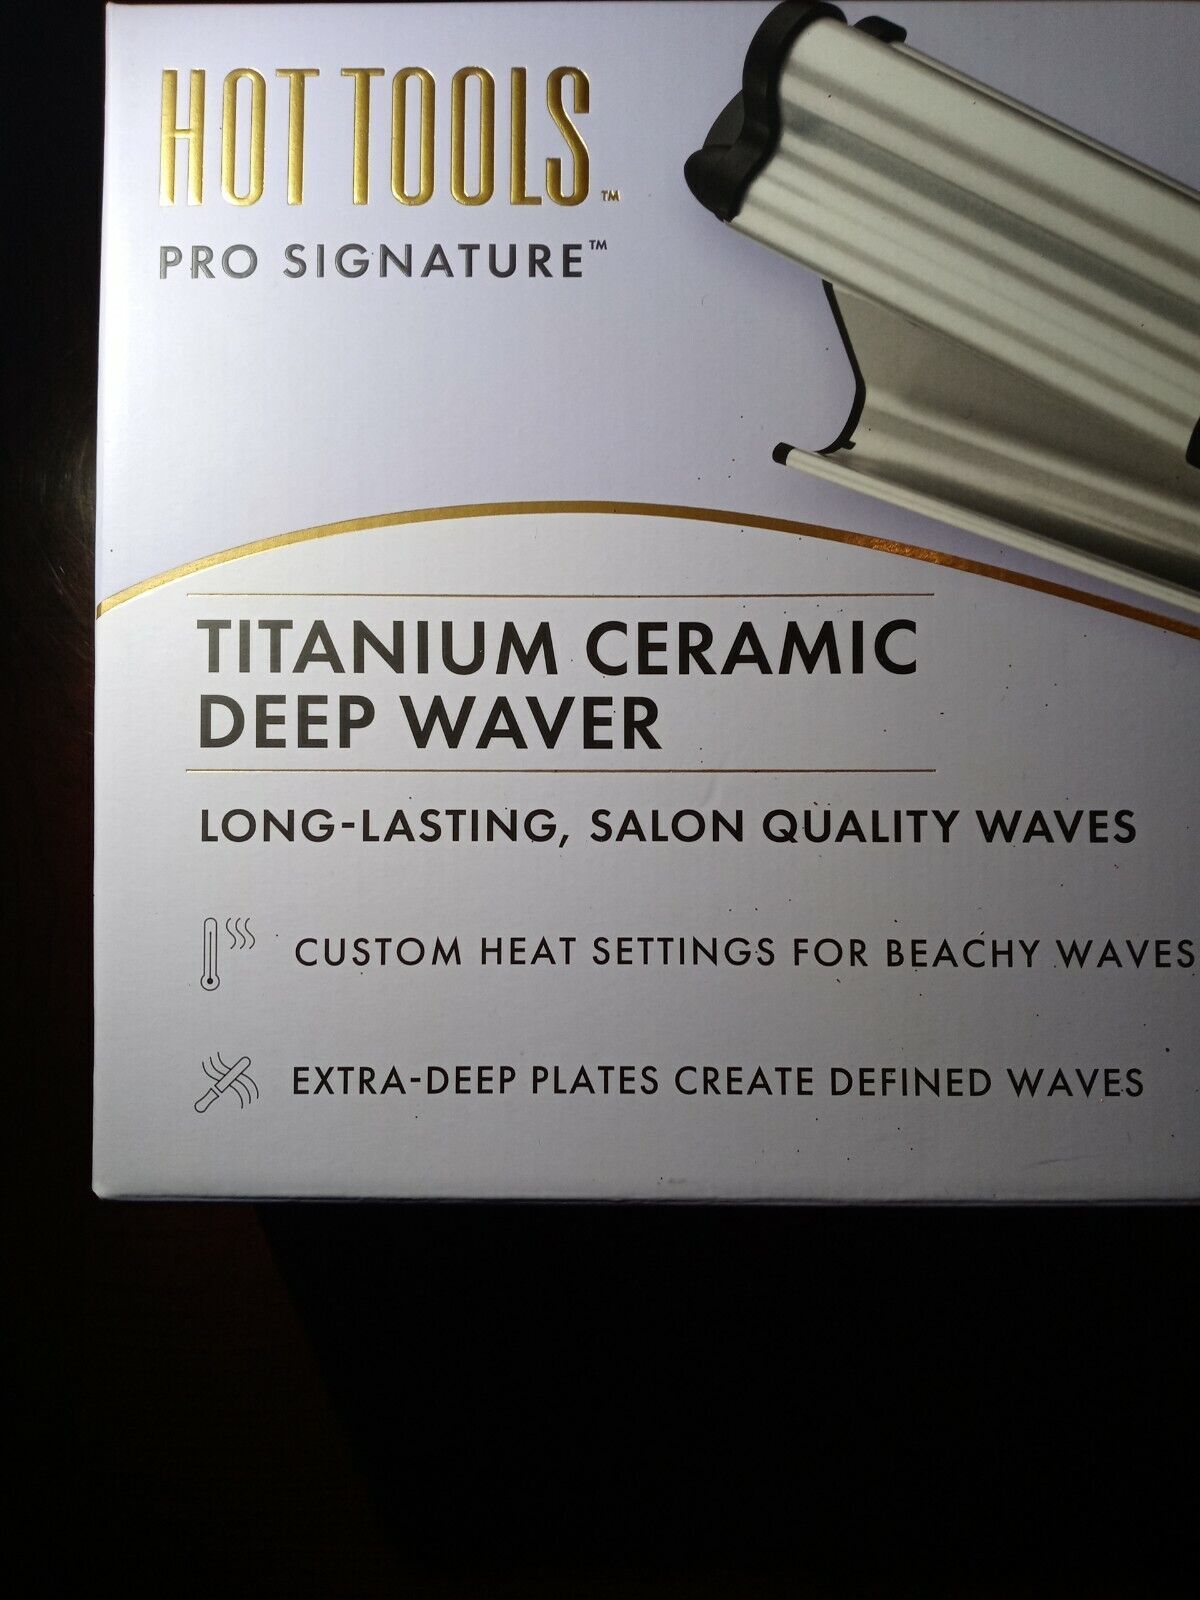 HOT TOOLS™
PRO SIGNATURE™
TITANIUM CERAMIC
DEEP WAVER
LONG-LASTING, SALON QUALITY WAVES
CUSTOM HEAT SETTINGS FOR BEACHY WAVES
EXTRA-DEEP PLATES CREATE DEFINED WAVES